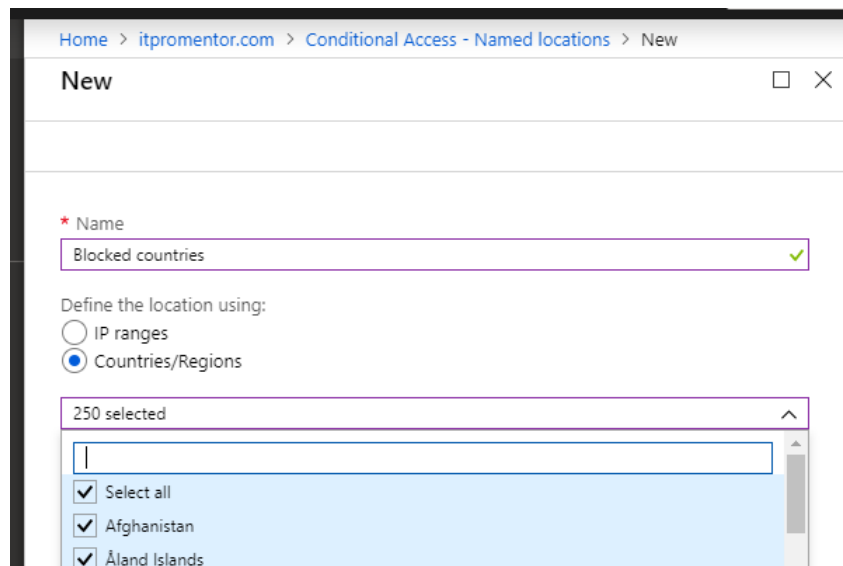 Home > itpromentor.com > Conditional Access - Named locations > New
New
* Name
Blocked countries
Define the location using:
IP ranges
Countries/Regions
250 selected
Select all
Afghanistan
Åland Islands